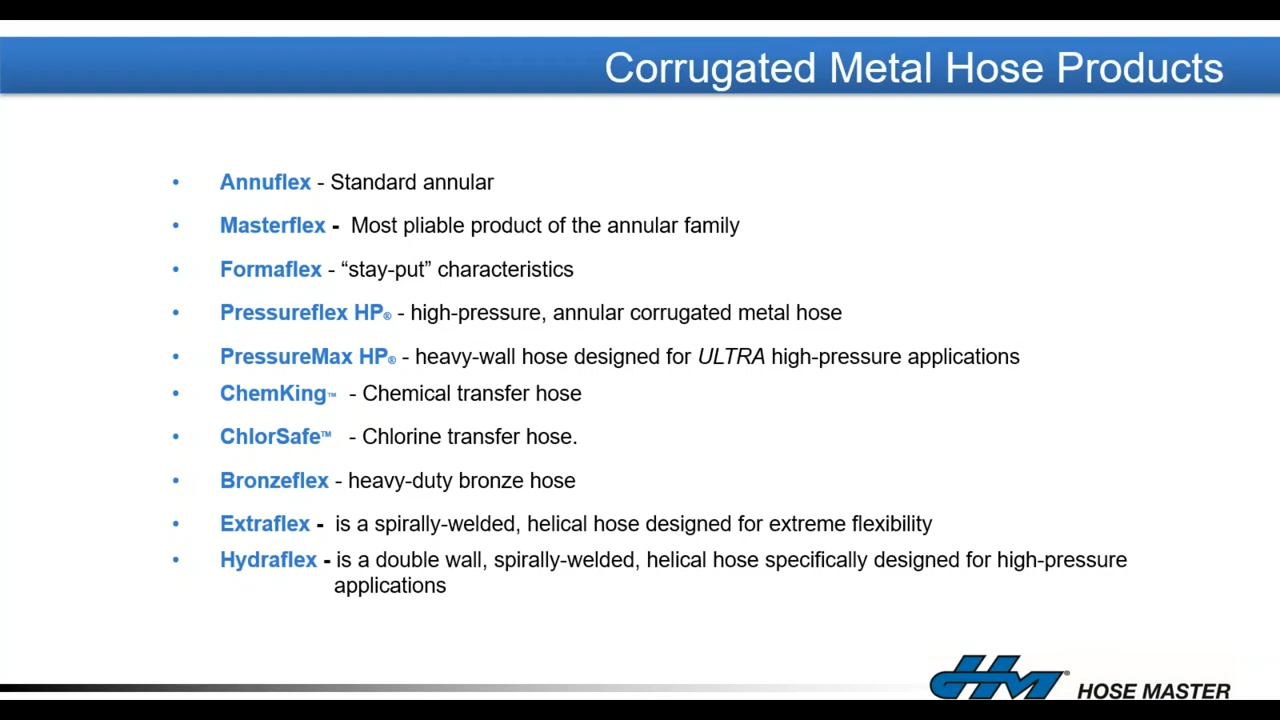 Corrugated Metal Hose Products
• Annuflex - Standard annular
• Masterflex - Most pliable product of the annular family
• Formaflex - “stay-put” characteristics
• Pressureflex HP® - high-pressure, annular corrugated metal hose
• PressureMax HP® - heavy-wall hose designed for ULTRA high-pressure applications
• ChemKing™ - Chemical transfer hose
• ChlorSafe™ - Chlorine transfer hose.
• Bronzeflex - heavy-duty bronze hose
• Extraflex - is a spirally-welded, helical hose designed for extreme flexibility
• Hydraflex - is a double wall, spirally-welded, helical hose specifically designed for high-pressure
applications
HM® HOSE MASTER